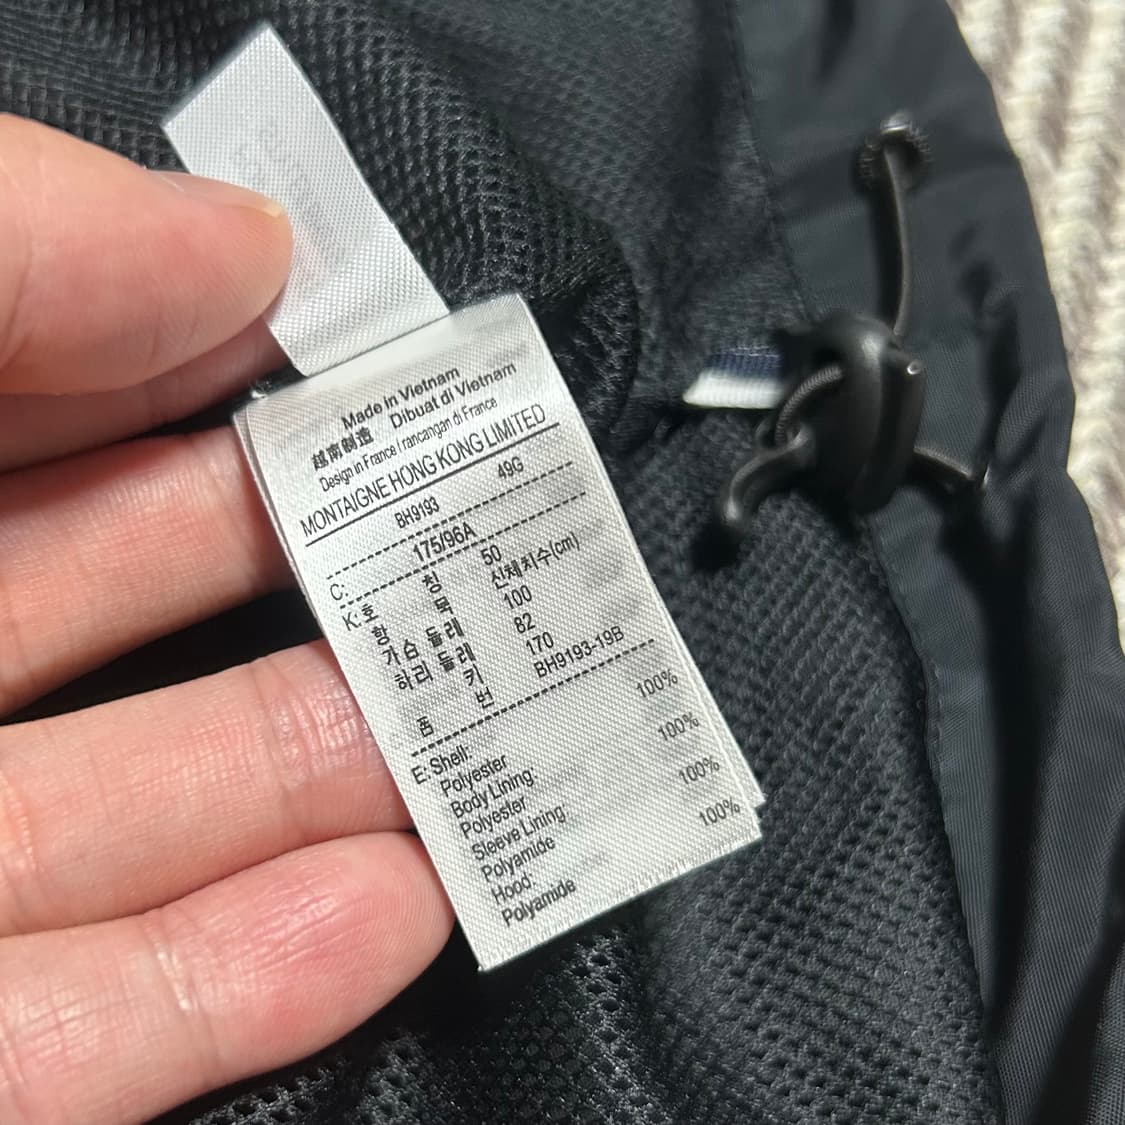 Made in Vietnam
越南制造 Dibuat di Vietnam
Design in France / rancangan di France
MONTAIGNE HONG KONG LIMITED
BH9193 49G
C: 175/96A
K: 호 칭 50
항 목 신체치수(cm)
가 슴 둘레 100
허리 둘레 82
키 170
품 번 BH9193-19B
E: Shell:
Polyester 100%
Body Lining:
Polyester 100%
Sleeve Lining:
Polyamide 100%
Hood:
Polyamide 100%